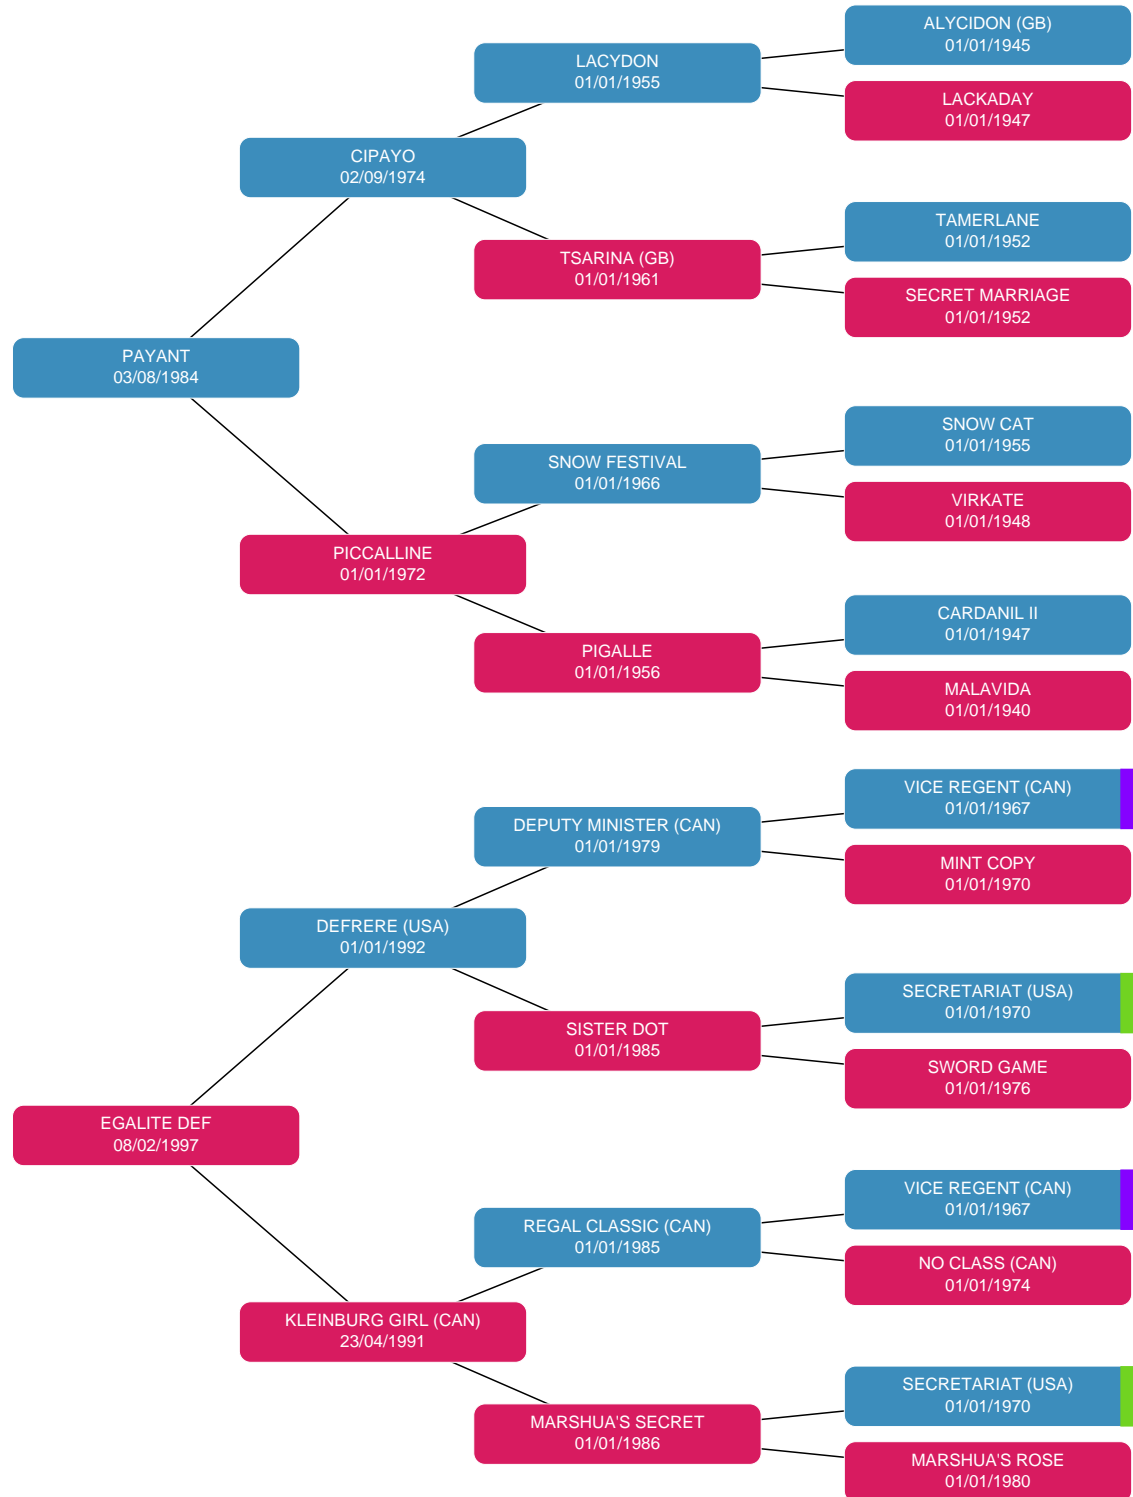 ALYCIDON (GB)
01/01/1945
LACYDON
01/01/1955
LACKADAY
01/01/1947
CIPAYO
02/09/1974
TAMERLANE
01/01/1952
TSARINA (GB)
01/01/1961
SECRET MARRIAGE
01/01/1952
PAYANT
03/08/1984
SNOW CAT
01/01/1955
SNOW FESTIVAL
01/01/1966
VIRKATE
01/01/1948
PICCALLINE
01/01/1972
CARDANIL II
01/01/1947
PIGALLE
01/01/1956
MALAVIDA
01/01/1940
VICE REGENT (CAN)
01/01/1967
DEPUTY MINISTER (CAN)
01/01/1979
MINT COPY
01/01/1970
DEFRERE (USA)
01/01/1992
SECRETARIAT (USA)
01/01/1970
SISTER DOT
01/01/1985
SWORD GAME
01/01/1976
EGALITE DEF
08/02/1997
VICE REGENT (CAN)
01/01/1967
REGAL CLASSIC (CAN)
01/01/1985
NO CLASS (CAN)
01/01/1974
KLEINBURG GIRL (CAN)
23/04/1991
SECRETARIAT (USA)
01/01/1970
MARSHUA'S SECRET
01/01/1986
MARSHUA'S ROSE
01/01/1980